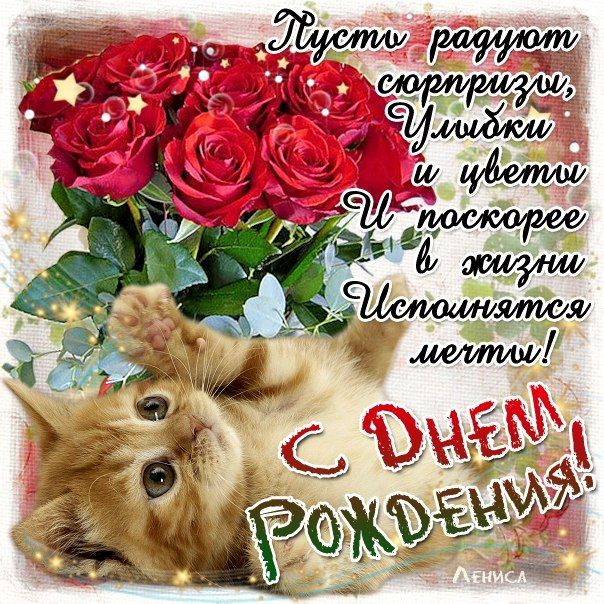 Пусть радуют
сюрпризы,
Улыбки
и цветы
И поскорее
в жизни
Исполнятся
мечты!
С Днем
Рождения!
Лениса